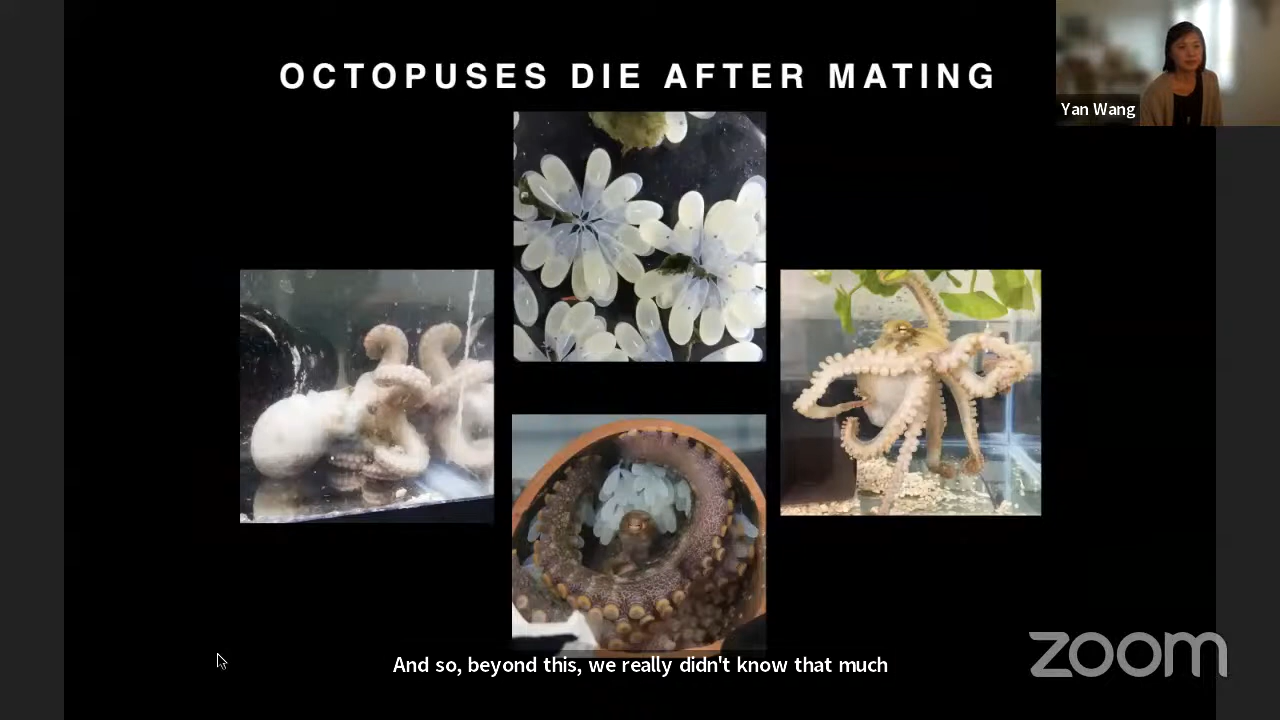 OCTOPUSES DIE AFTER MATING
Yan Wang
And so, beyond this, we really didn't know that much
zoom